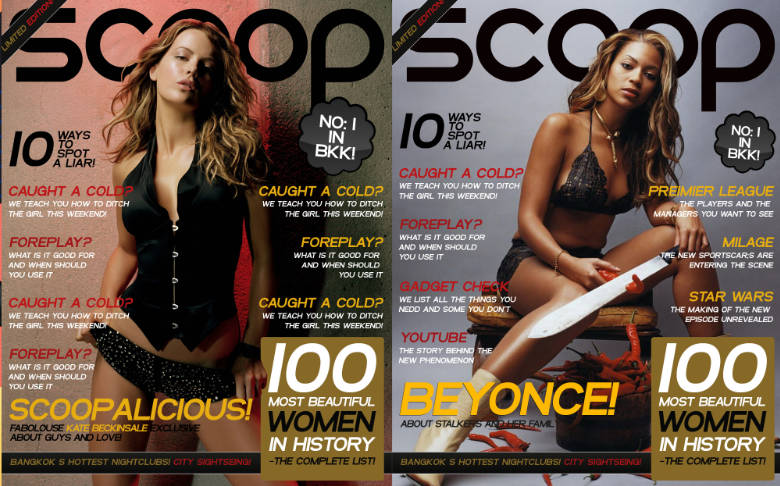 LIMITED EDITION
SCOOP
10 WAYS
TO
SPOT
A LIAR!
NO: 1
IN
BKK!
CAUGHT A COLD?
WE TEACH YOU HOW TO DITCH
THE GIRL THIS WEEKEND!
FOREPLAY?
WHAT IS IT GOOD FOR
AND WHEN SHOULD
YOU USE IT
CAUGHT A COLD?
WE TEACH YOU HOW TO DITCH
THE GIRL THIS WEEKEND!
FOREPLAY?
WHAT IS IT GOOD FOR
AND WHEN SHOULD
YOU USE IT
CAUGHT A COLD?
WE TEACH YOU HOW TO DITCH
THE GIRL THIS WEEKEND!
FOREPLAY?
WHAT IS IT GOOD FOR
AND WHEN SHOULD
YOU USE IT
CAUGHT A COLD?
WE TEACH YOU HOW TO DITCH
THE GIRL THIS WEEKEND!
SCOOPALICIOUS!
FABOLOUSE KATE BECKINSALE EXCLUSIVE
ABOUT GUYS AND LOVE!
100
MOST BEAUTIFUL
WOMEN
IN HISTORY
-THE COMPLETE LIST!
BANGKOK S HOTTEST NIGHTCLUBS! CITY SIGHTSEING!
LIMITED EDITION
SCOOP
10 WAYS
TO
SPOT
A LIAR!
NO: 1
IN
BKK!
CAUGHT A COLD?
WE TEACH YOU HOW TO DITCH
THE GIRL THIS WEEKEND!
FOREPLAY?
WHAT IS IT GOOD FOR
AND WHEN SHOULD
YOU USE IT
GADGET CHECK
WE LIST ALL THE THINGS YOU
NEDD AND SOME YOU DON'T
YOUTUBE
THE STORY BEHIND THE
NEW PHENOMENON
PREIMIER LEAGUE
THE PLAYERS AND THE
MANAGERS YOU WANT TO SEE
MILAGE
THE NEW SPORTSCAR;S ARE
ENTERING THE SCENE
STAR WARS
THE MAKING OF THE NEW
EPISODE UNREVEALED
BEYONCE!
ABOUT STALKERS AND HER FAMILY
100
MOST BEAUTIFUL
WOMEN
IN HISTORY
-THE COMPLETE LIST!
BANGKOK S HOTTEST NIGHTCLUBS! CITY SIGHTSEING!